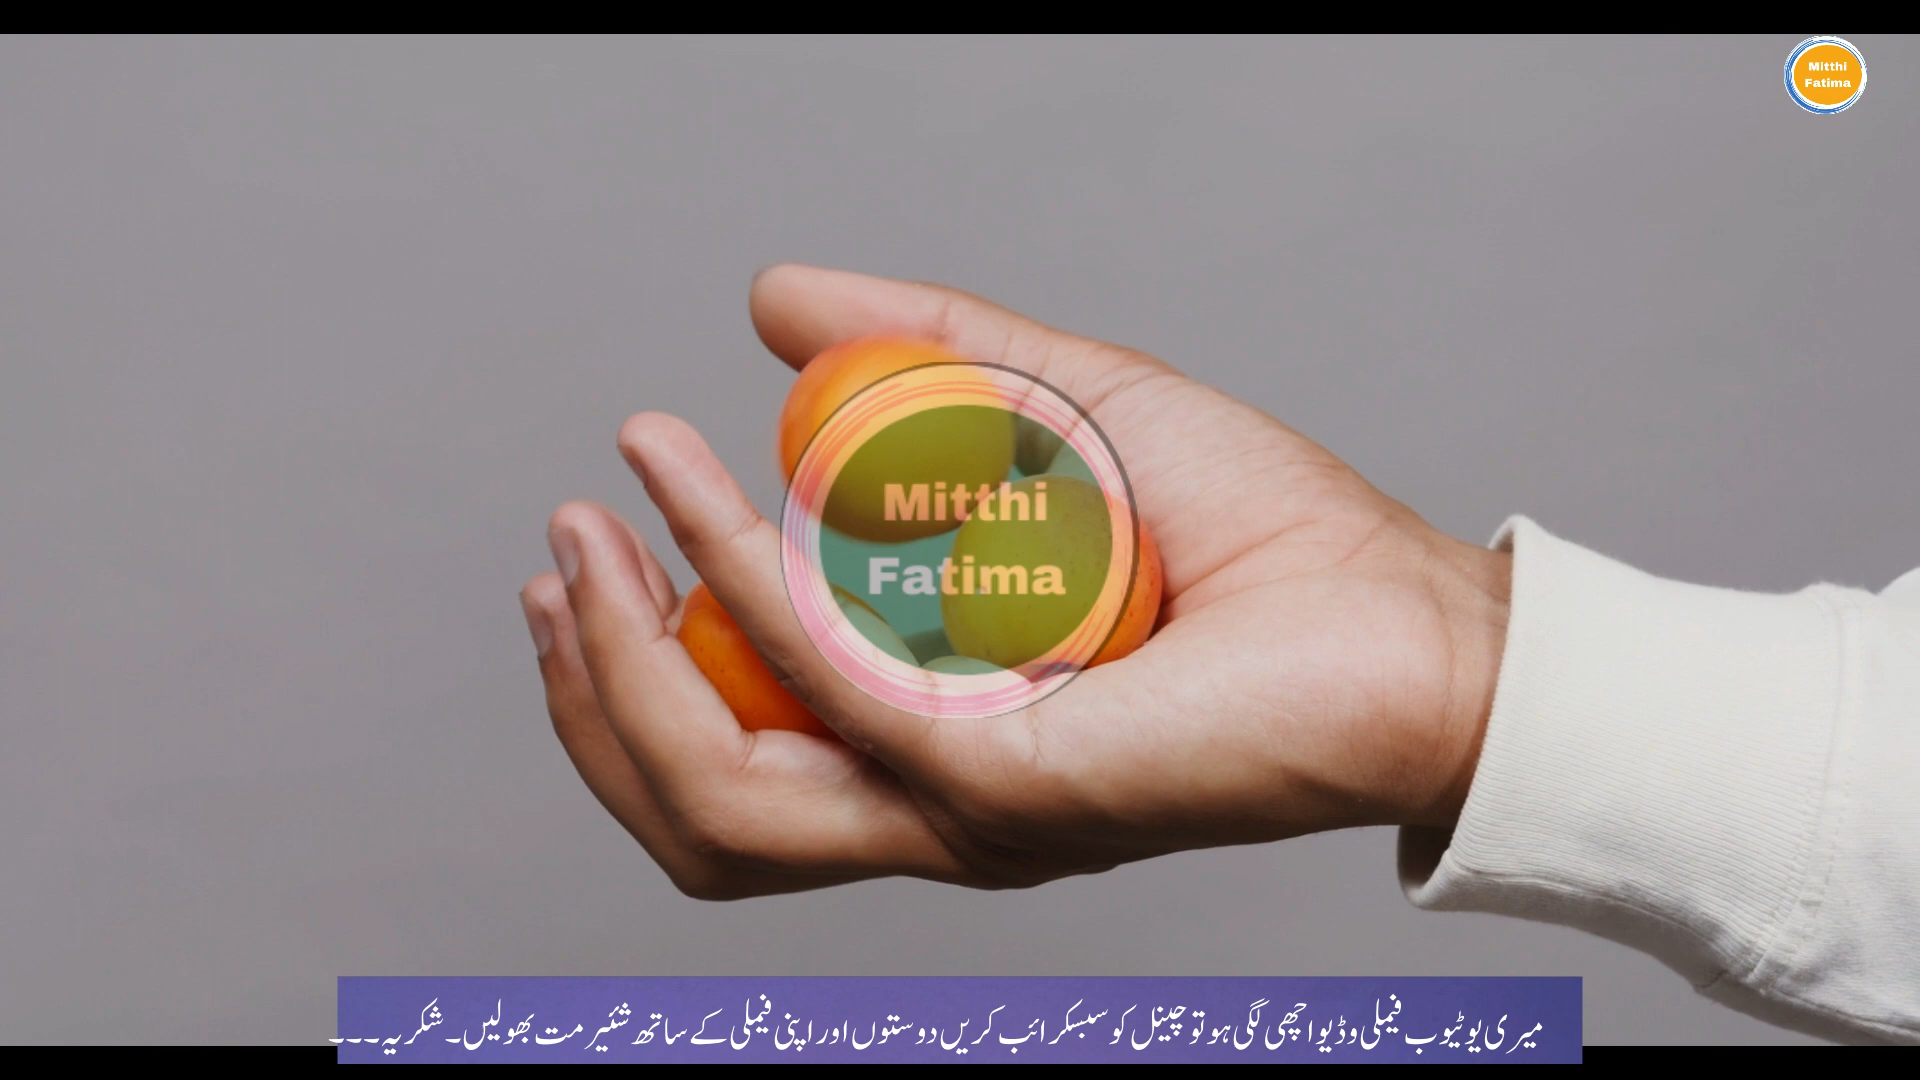 Mitthi
Fatima
Mitthi
Fatima
میری یوٹیوب فیملی وڈیو اچھی لگی ہو تو چینل کو سبسکرائب کریں دوستوں اور اپنی فیملی کے ساتھ شئیر مت بھولیں۔ شکریہ۔۔۔۔